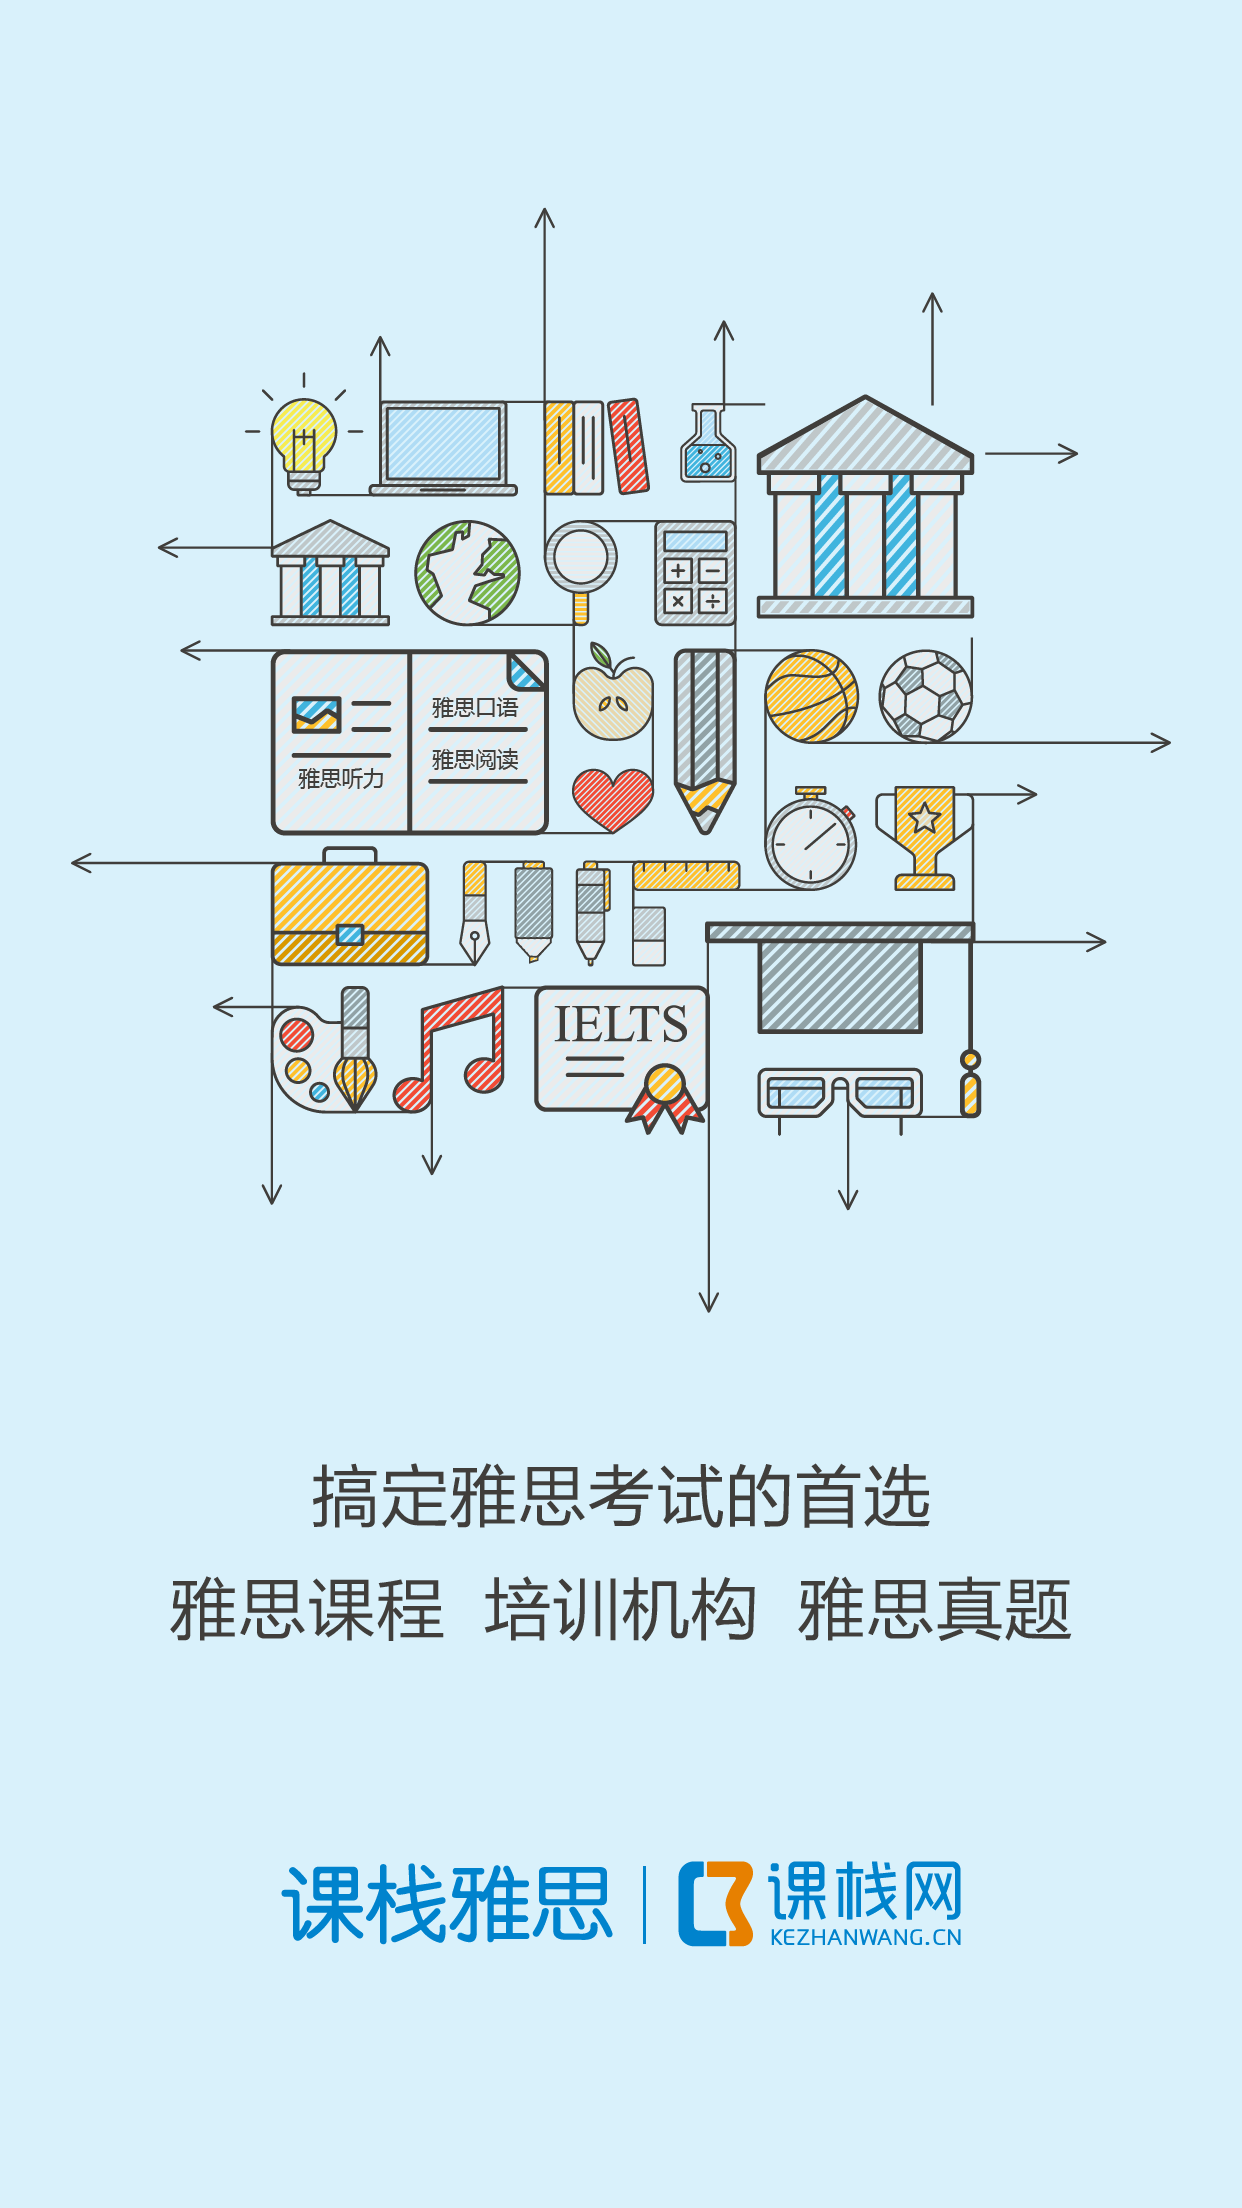 雅思口语
雅思阅读
雅思听力
IELTS
搞定雅思考试的首选
雅思课程 培训机构 雅思真题
课栈雅思 课栈网
KEZHANWANG.CN